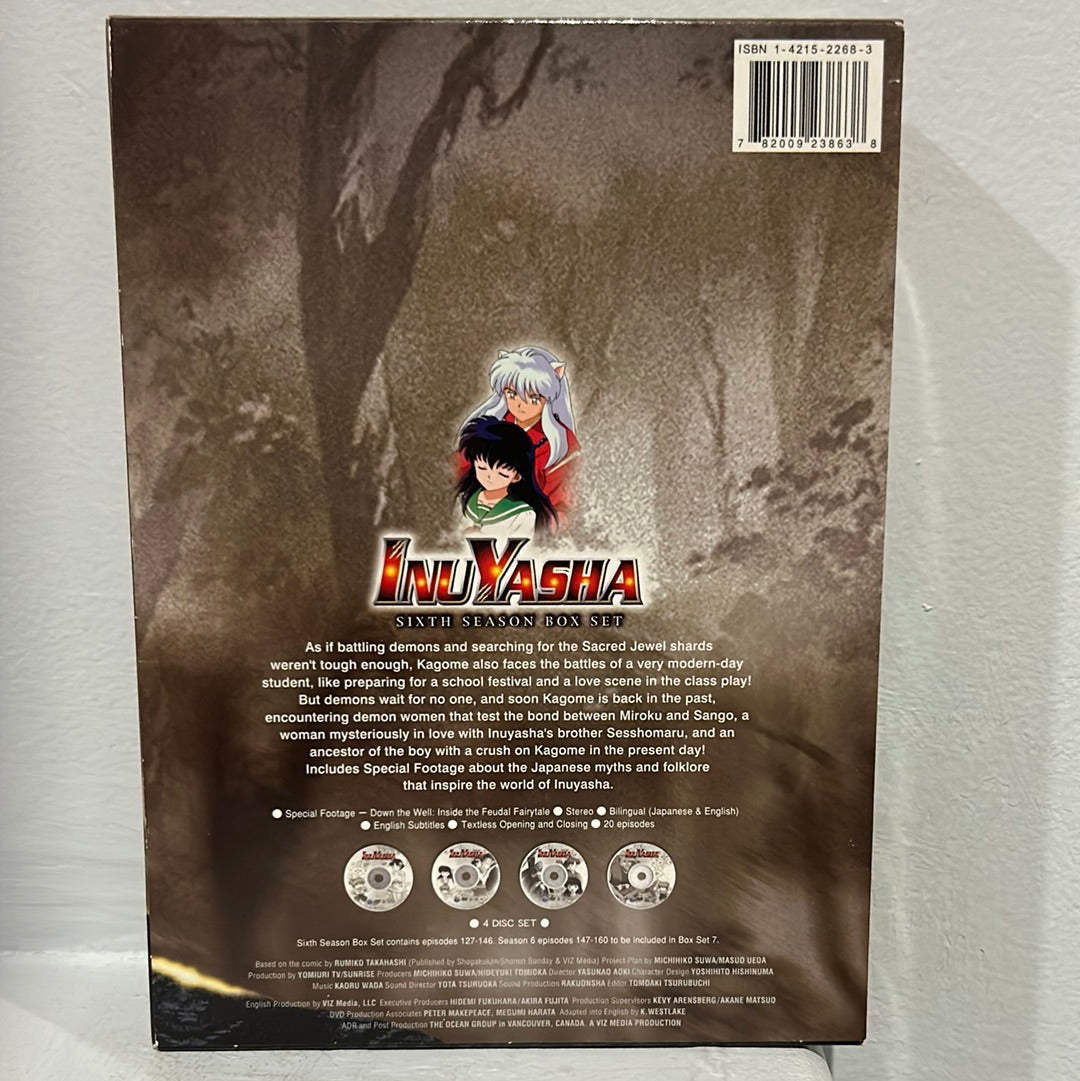 ISBN 1-4215-2268-3
7 82009 23863 8
INUYASHA
SIXTH SEASON BOX SET
As if battling demons and searching for the Sacred Jewel shards
weren't tough enough, Kagome also faces the battles of a very modern-day
student, like preparing for a school festival and a love scene in the class play!
But demons wait for no one, and soon Kagome is back in the past,
encountering demon women that test the bond between Miroku and Sango, a
woman mysteriously in love with Inuyasha's brother Sesshomaru, and an
ancestor of the boy with a crush on Kagome in the present day!
Includes Special Footage about the Japanese myths and folklore
that inspire the world of Inuyasha.
● Special Footage — Down the Well: Inside the Feudal Fairytale ● Stereo ● Bilingual (Japanese & English)
● English Subtitles ● Textless Opening and Closing ● 20 episodes
INUYASHA INUYASHA INUYASHA INUYASHA
● 4 DISC SET ●
Sixth Season Box Set contains episodes 127-146. Season 6 episodes 147-160 to be included in Box Set 7.
Based on the comic by RUMIKO TAKAHASHI (Published by Shogakukan/Shonen Sunday & VIZ Media) Project Plan by MICHIHIKO SUWA/MASUO UEDA
Production by YOMIURI TV/SUNRISE Producers MICHIHIKO SUWA/HIDEYUKI TOMIOKA Director YASUNAO AOKI Character Design YOSHIHITO HISHINUMA
Music KAORU WADA Sound Director YOTA TSURUOKA Sound Production RAKUONSHA Editor TOMOAKI TSURUBUCHI
English Production by VIZ Media, LLC Executive Producers HIDEMI FUKUHARA/AKIRA FUJITA Production Supervisors KEVY ARENSBERG/AKANE MATSUO
DVD Production Associates PETER MAKEPEACE, MEGUMI HARATA Adapted into English by K.WESTLAKE
ADR and Post Production THE OCEAN GROUP in VANCOUVER, CANADA. A VIZ MEDIA PRODUCTION